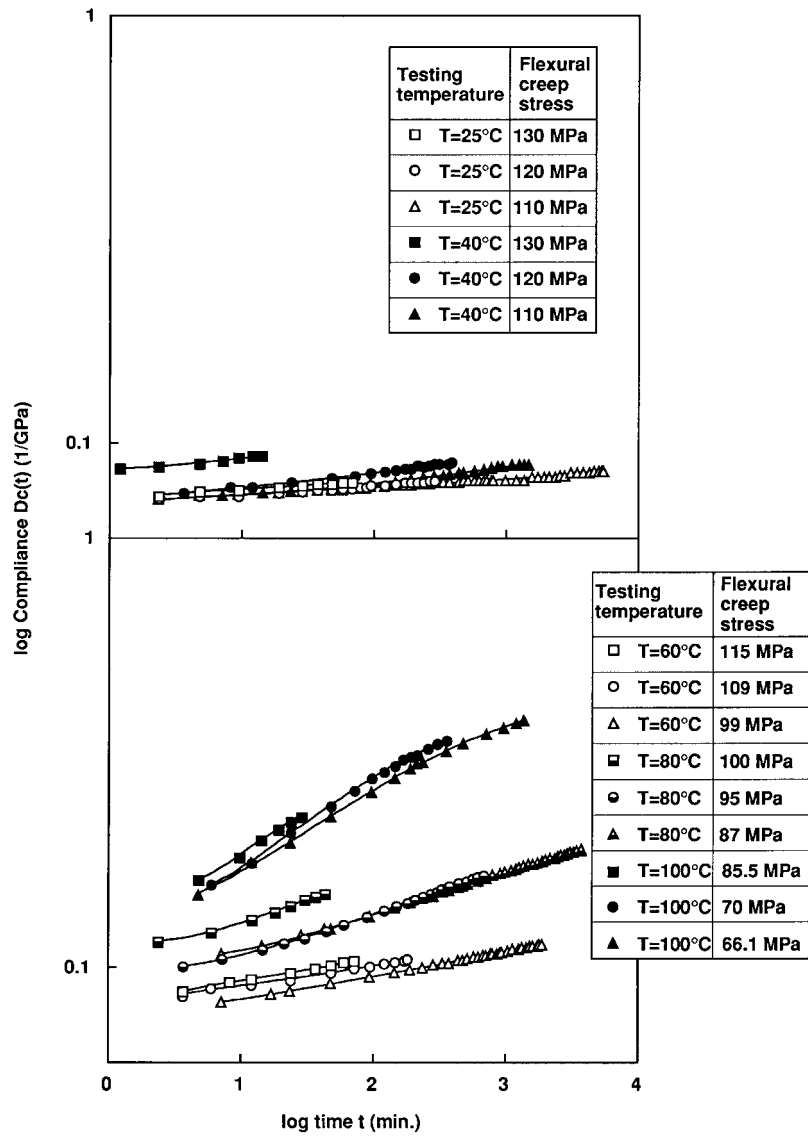 1
Testing temperature Flexural creep stress
T=25°C 130 MPa
T=25°C 120 MPa
T=25°C 110 MPa
T=40°C 130 MPa
T=40°C 120 MPa
T=40°C 110 MPa
0.1
1
log Compliance Dc(t) (1/GPa)
Testing temperature Flexural creep stress
T=60°C 115 MPa
T=60°C 109 MPa
T=60°C 99 MPa
T=80°C 100 MPa
T=80°C 95 MPa
T=80°C 87 MPa
T=100°C 85.5 MPa
T=100°C 70 MPa
T=100°C 66.1 MPa
0.1
0 1 2 3 4
log time t (min.)